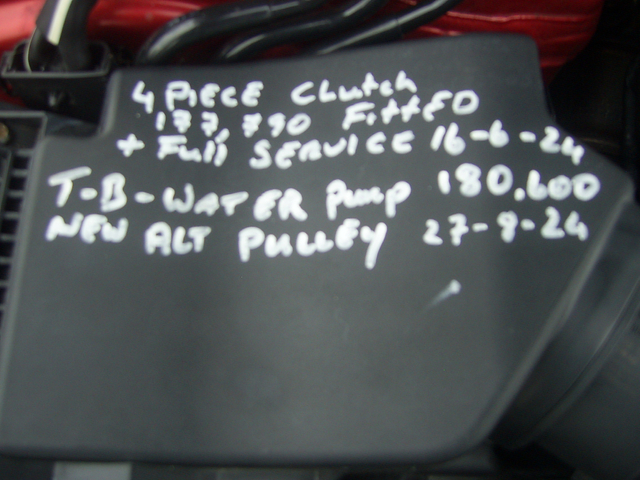 4 PIECE Clutch
177,790 FittED
+ Full SERVICE 16-6-24
T-B-WATER PUMP 180.600
NEW ALT PULLEY 27-9-24